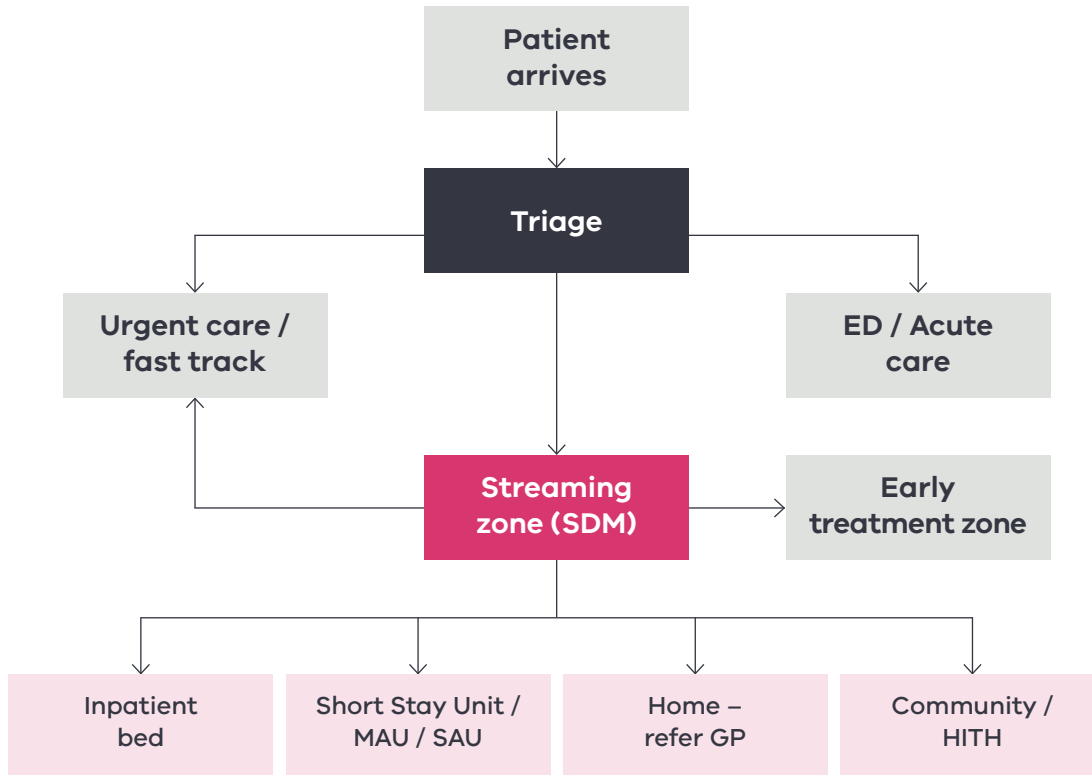 Patient
arrives
Triage
Urgent care /
fast track
ED / Acute
care
Streaming
zone (SDM)
Early
treatment zone
Inpatient
bed
Short Stay Unit /
MAU / SAU
Home –
refer GP
Community /
HITH